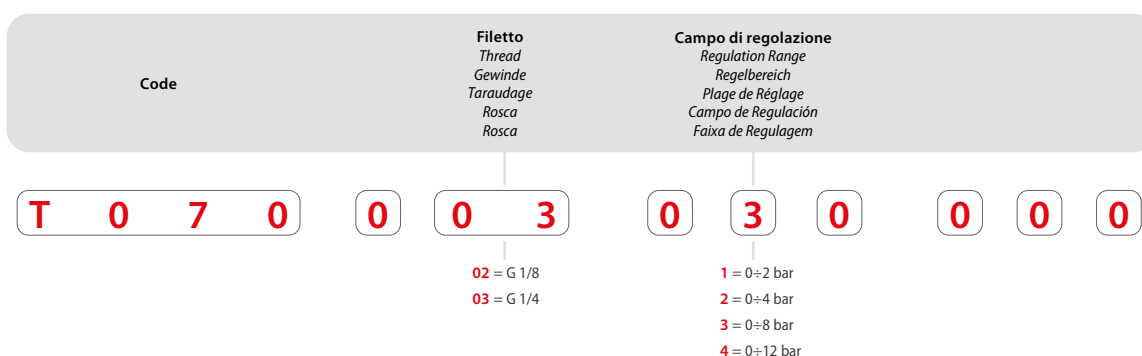 Code
Filetto
Thread
Gewinde
Taraudage
Rosca
Rosca
Campo di regolazione
Regulation Range
Regelbereich
Plage de Réglage
Campo de Regulación
Faixa de Regulagem
T 0 7 0 0 0 3 0 3 0 0 0 0
02 = G 1/8
03 = G 1/4
1 = 0÷2 bar
2 = 0÷4 bar
3 = 0÷8 bar
4 = 0÷12 bar